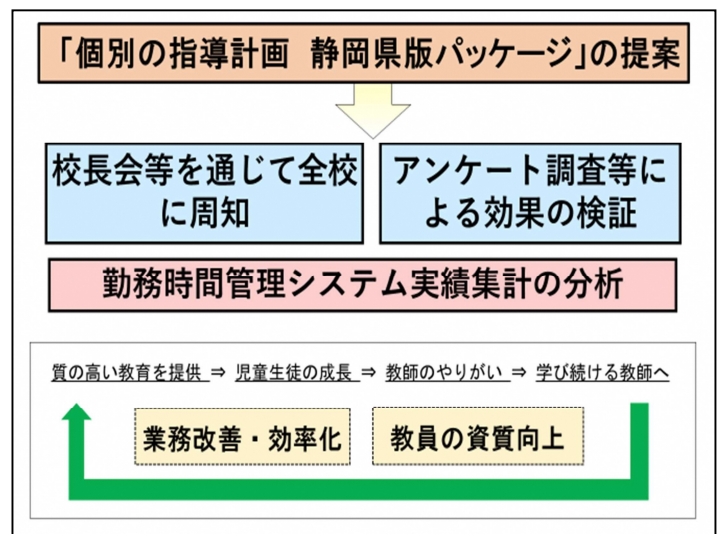 「個別の指導計画　静岡県版パッケージ」の提案
校長会等を通じて全校
に周知
アンケート調査等に
よる効果の検証
勤務時間管理システム実績集計の分析
質の高い教育を提供 ⇒ 児童生徒の成長 ⇒ 教師のやりがい ⇒ 学び続ける教師へ
業務改善・効率化
教員の資質向上